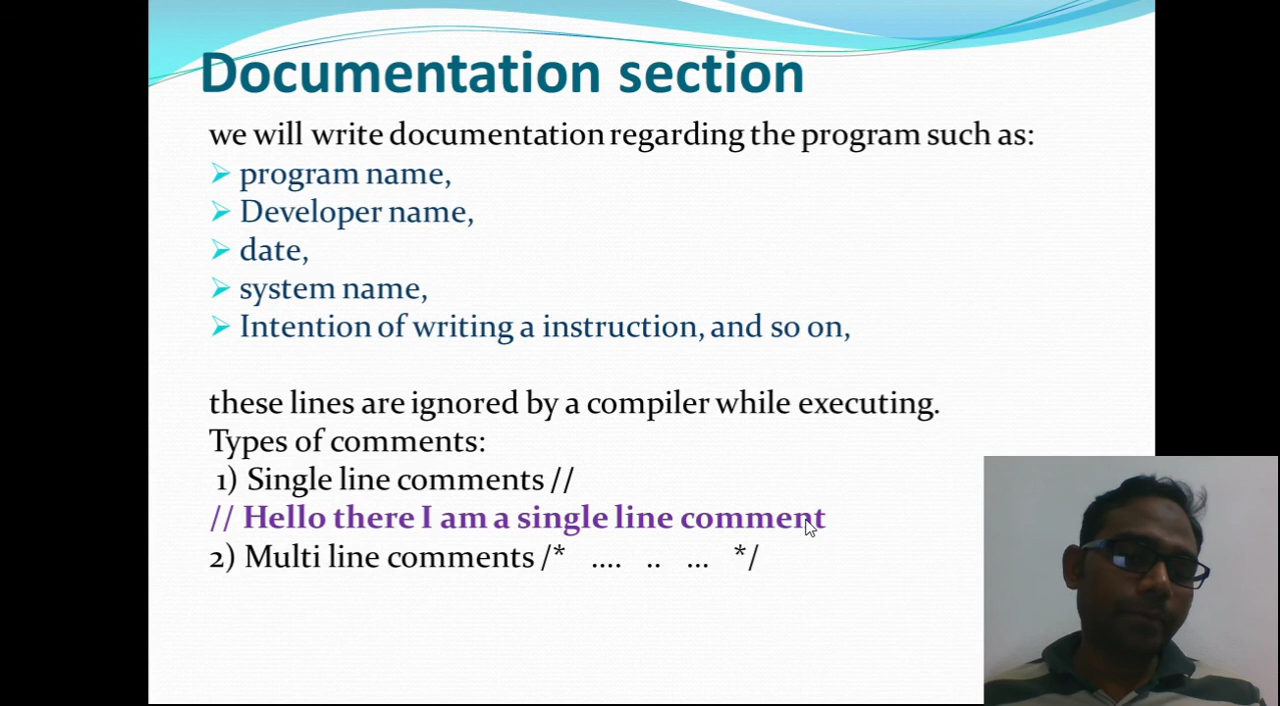 Documentation section
we will write documentation regarding the program such as:
program name,
Developer name,
date,
system name,
Intention of writing a instruction, and so on,
these lines are ignored by a compiler while executing.
Types of comments:
1) Single line comments //
// Hello there I am a single line comment
2) Multi line comments /* .... .. ... */